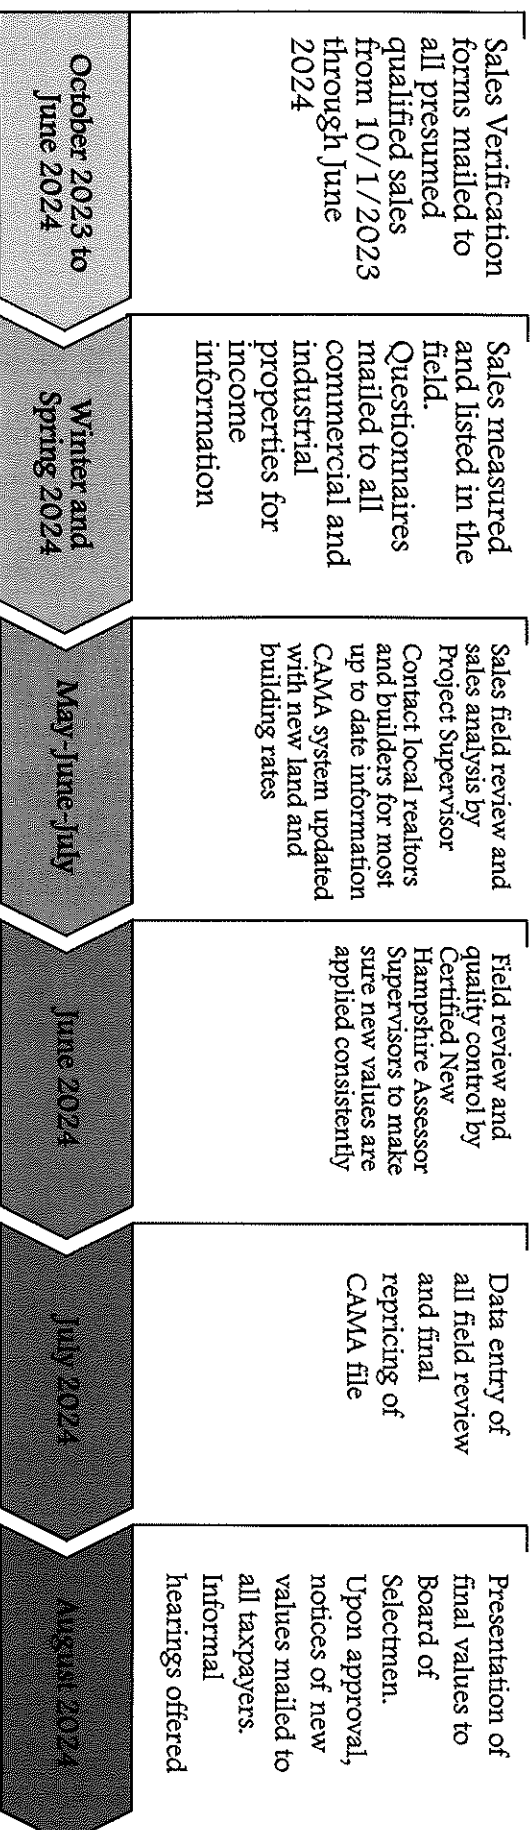 Sales Verification
forms mailed to
all presumed
qualified sales
from 10/1/2023
through June
2024
October 2023 to
June 2024
Sales measured
and listed in the
field.
Questionnaires
mailed to all
commercial and
industrial
properties for
income
information
Winter and
Spring 2024
Sales field review and
sales analysis by
Project Supervisor
Contact local realtors
and builders for most
up to date information
CAMA system updated
with new land and
building rates
May-June-July
Field review and
quality control by
Certified New
Hampshire Assessor
Supervisors to make
sure new values are
applied consistently
June 2024
Data entry of
all field review
and final
repricing of
CAMA file
July 2024
Presentation of
final values to
Board of
Selectmen.
Upon approval,
notices of new
values mailed to
all taxpayers.
Informal
hearings offered
August 2024